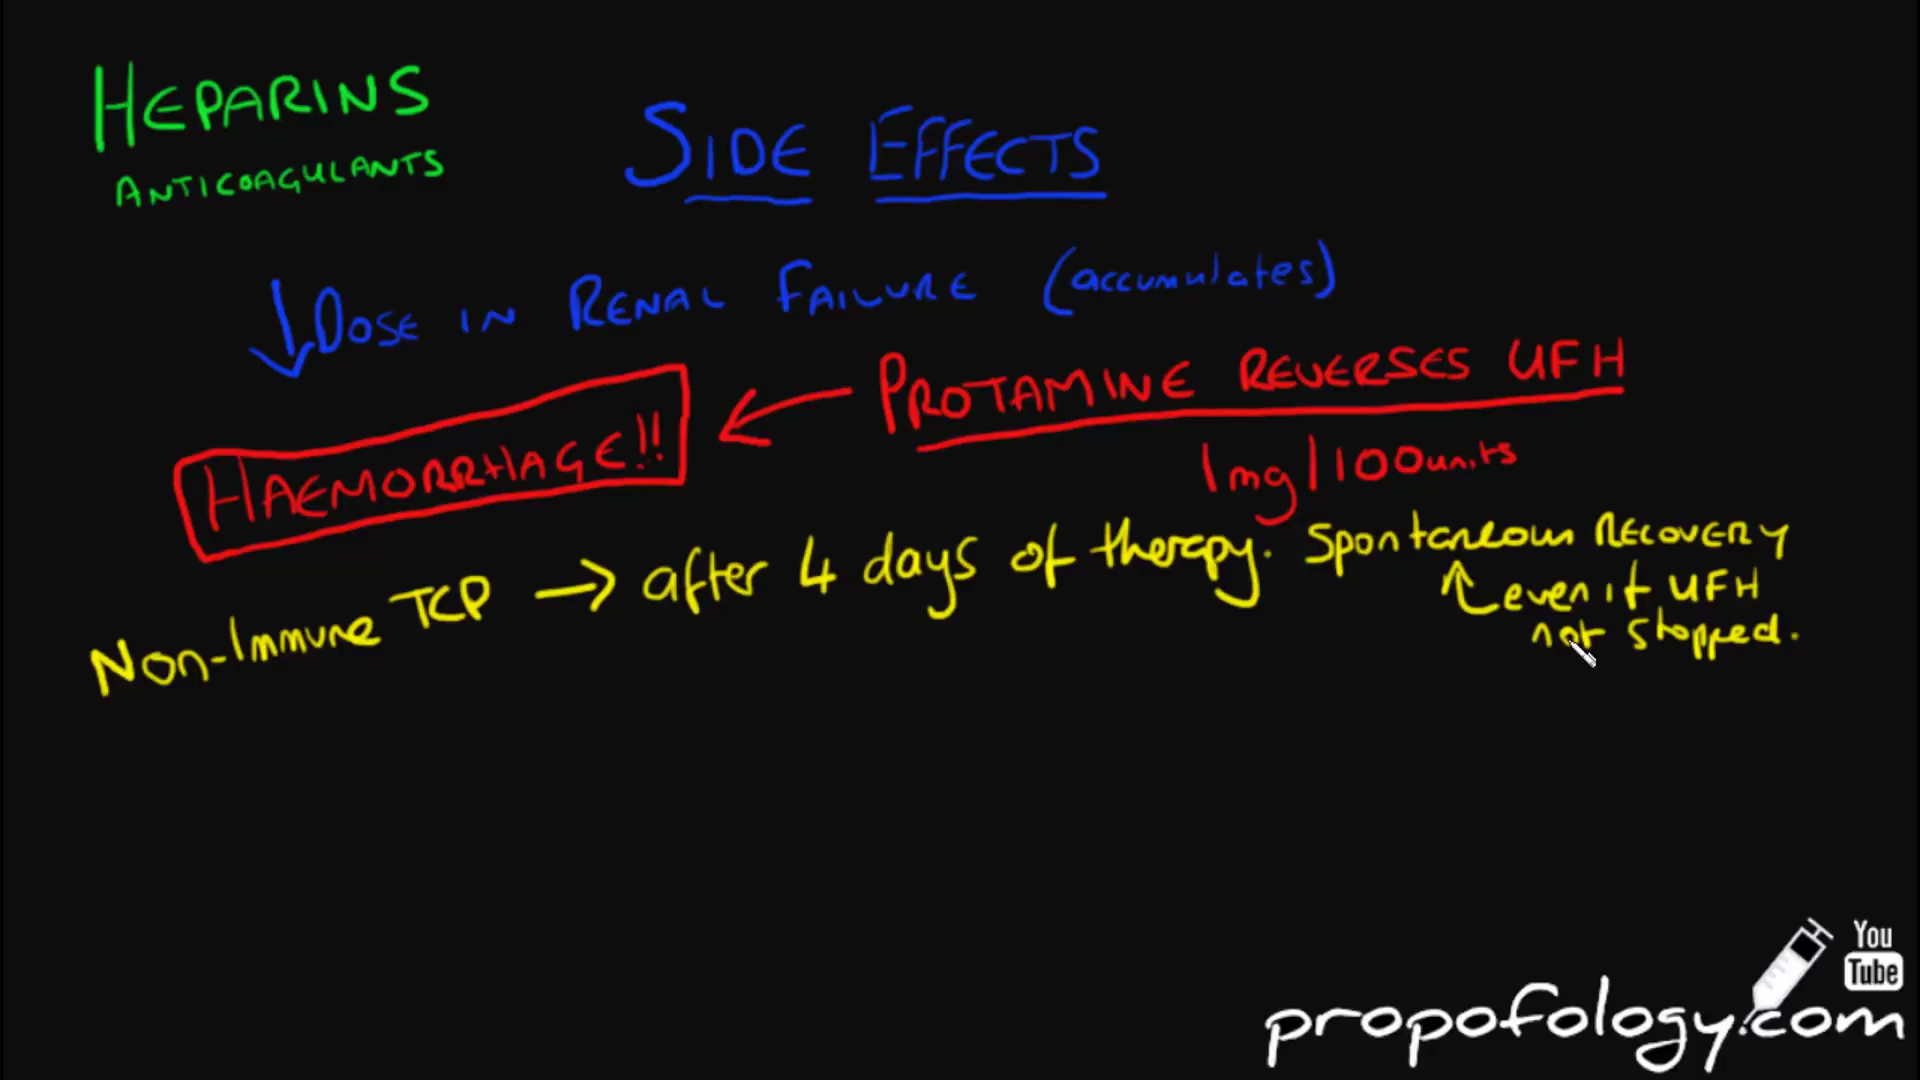 HEPARINS
ANTICOAGULANTS
SIDE EFFECTS
↓ DOSE IN RENAL FAILURE (accumulates)
HAEMORRHAGE!! ← PROTAMINE REVERSES UFH
1mg/100units
Non-Immune TCP → after 4 days of therapy. Spontaneous RECOVERY
↑ even if UFH
not stopped.
You
Tube
propofology.com